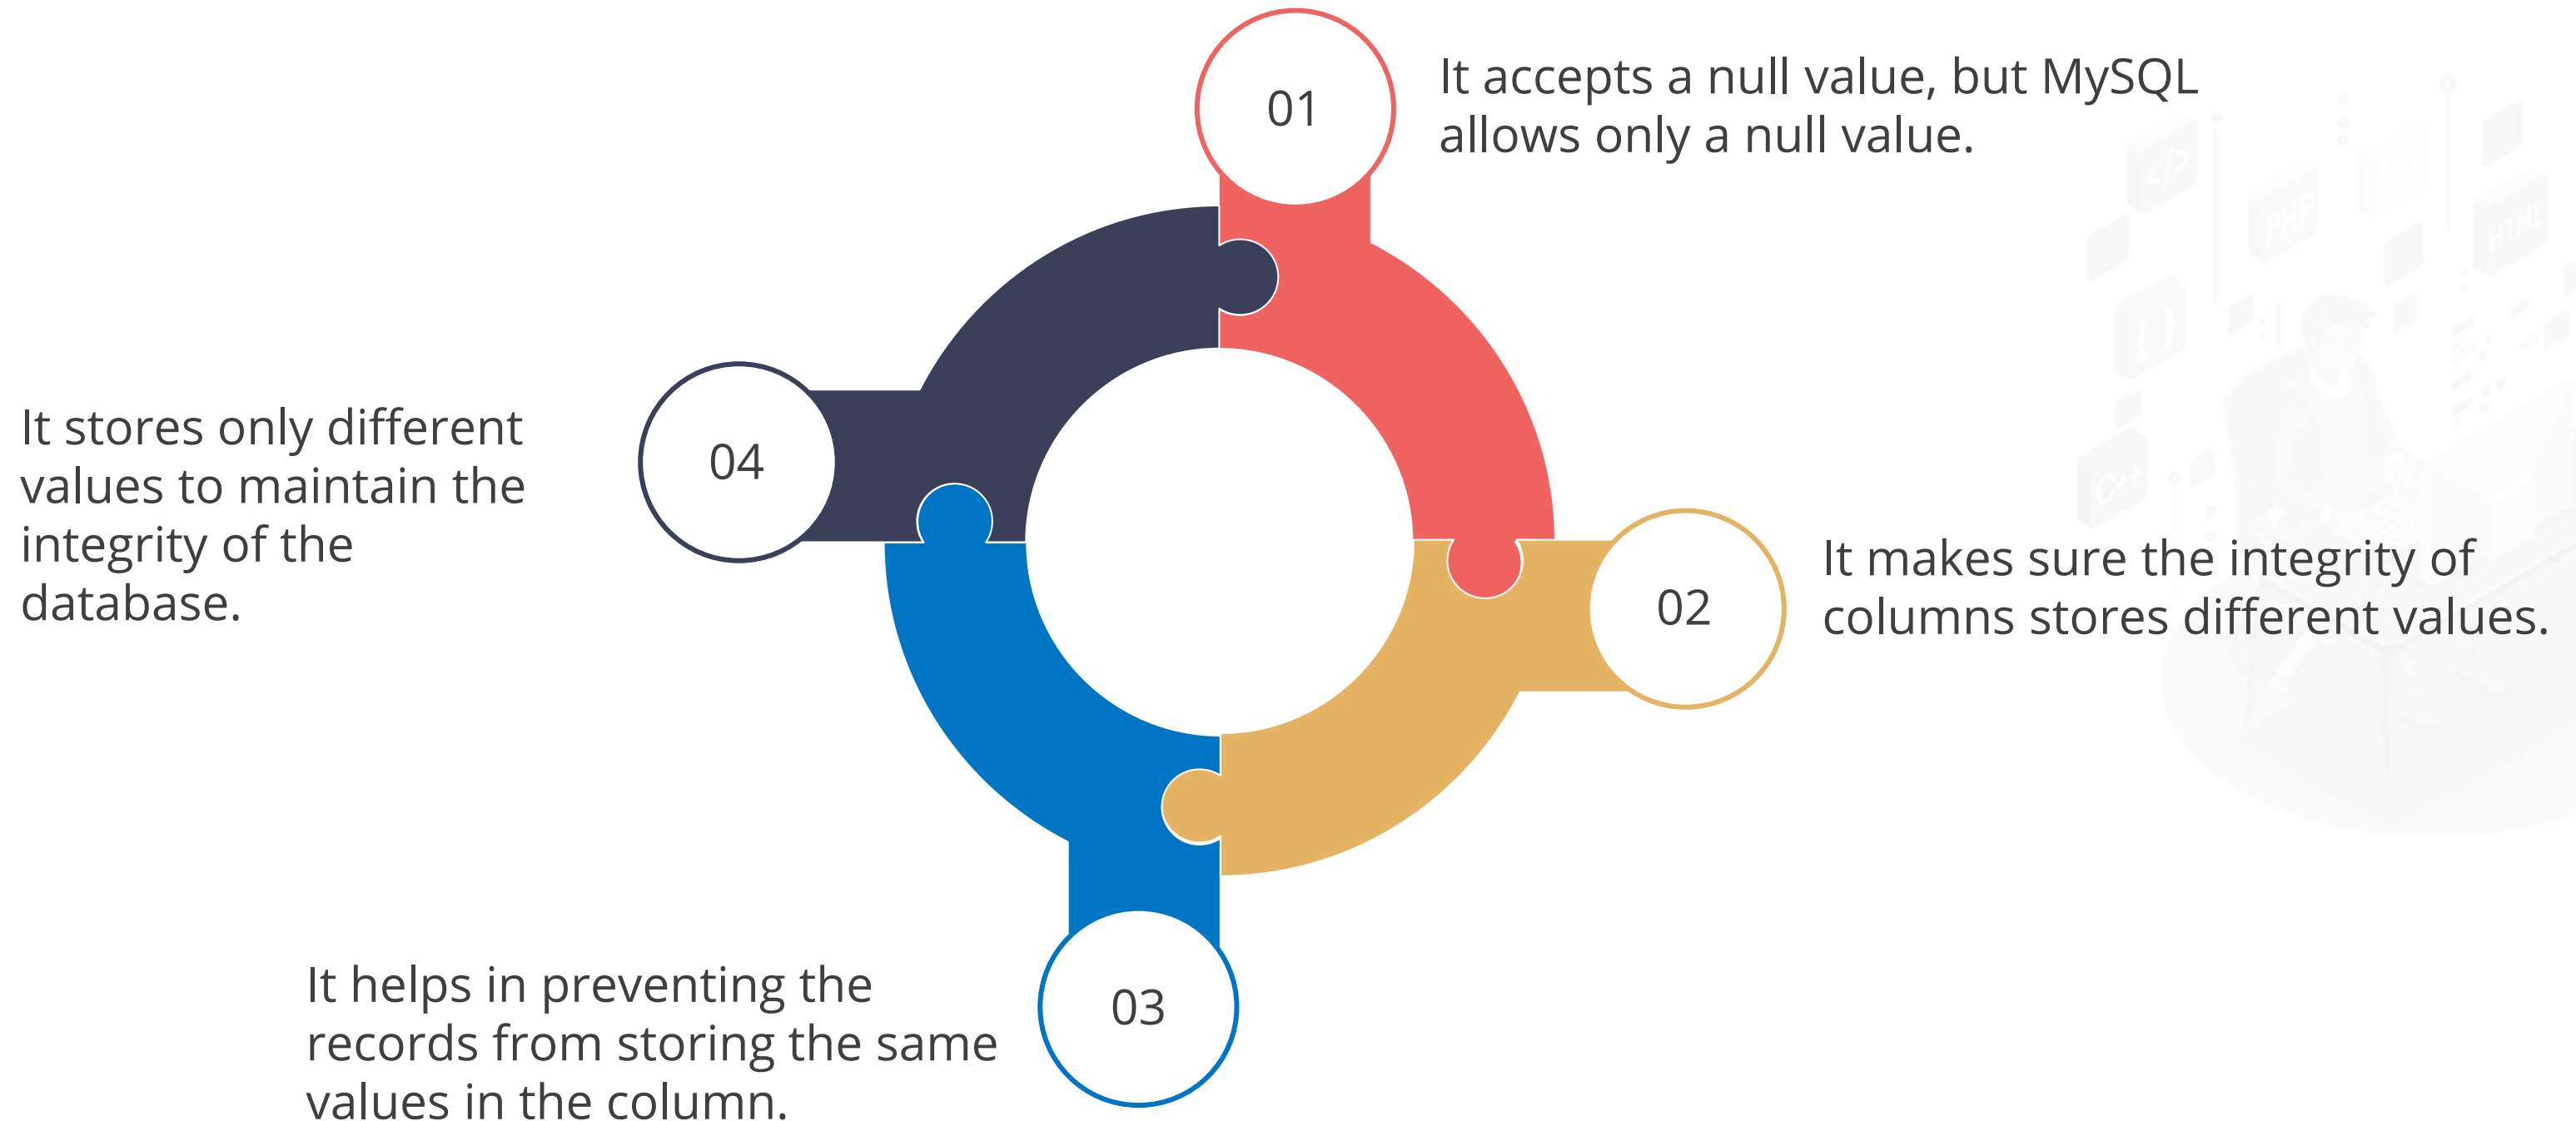 01
It accepts a null value, but MySQL
allows only a null value.
02
It makes sure the integrity of
columns stores different values.
03
It helps in preventing the
records from storing the same
values in the column.
04
It stores only different
values to maintain the
integrity of the
database.
</>
PHP
HTML
{ }
C++